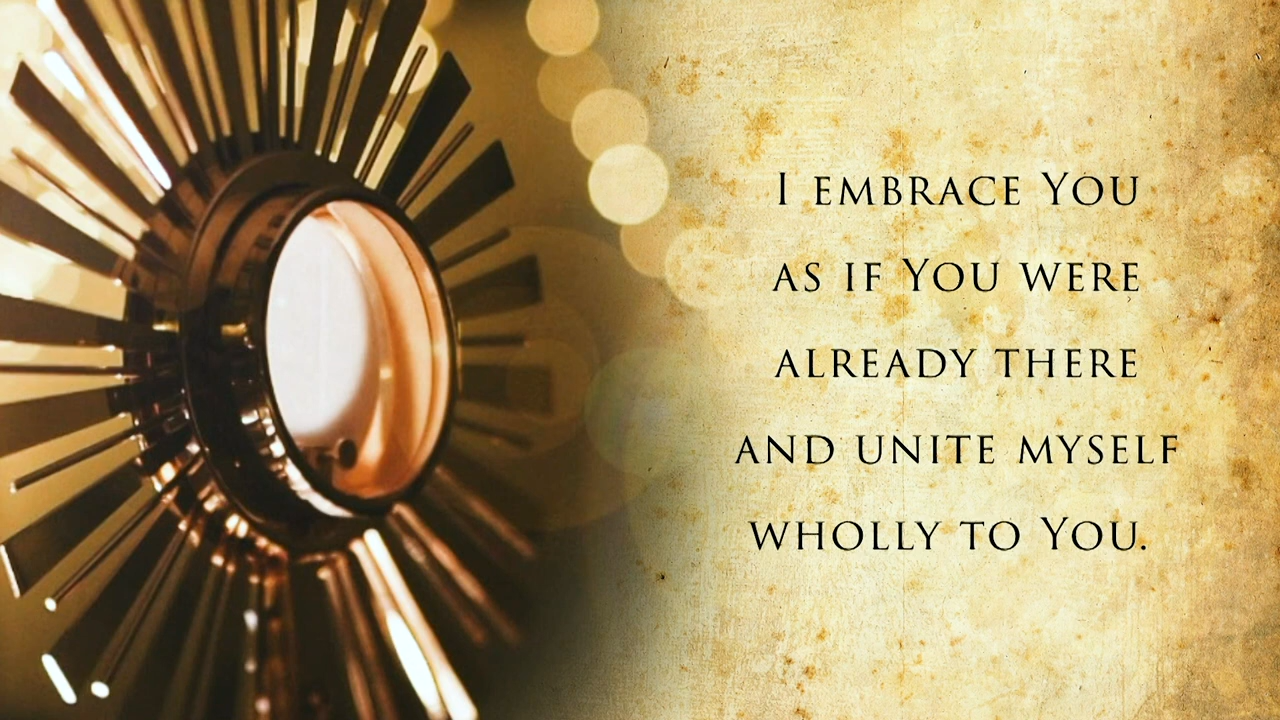 I EMBRACE YOU
AS IF YOU WERE
ALREADY THERE
AND UNITE MYSELF
WHOLLY TO YOU.